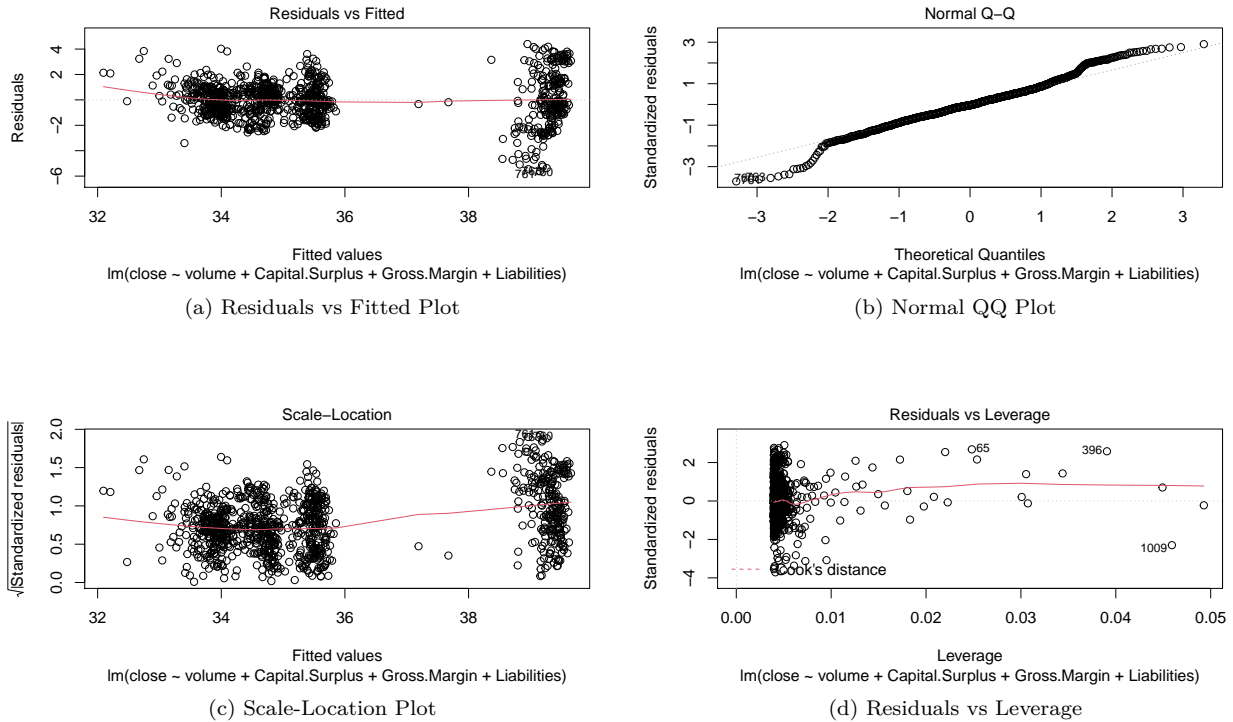 Residuals vs Fitted
Residuals
4
2
−2
−6
32
34
36
38
Fitted values
lm(close ~ volume + Capital.Surplus + Gross.Margin + Liabilities)
(a) Residuals vs Fitted Plot
Normal Q−Q
Standardized residuals
3
1
−1
−3
−3
−2
−1
0
1
2
3
Theoretical Quantiles
lm(close ~ volume + Capital.Surplus + Gross.Margin + Liabilities)
(b) Normal QQ Plot
Scale−Location
√|Standardized residuals|
2.0
1.5
1.0
0.5
0.0
32
34
36
38
Fitted values
lm(close ~ volume + Capital.Surplus + Gross.Margin + Liabilities)
(c) Scale-Location Plot
Residuals vs Leverage
Standardized residuals
2
0
−2
−4
65
396
1009
Cook's distance
0.00
0.01
0.02
0.03
0.04
0.05
Leverage
lm(close ~ volume + Capital.Surplus + Gross.Margin + Liabilities)
(d) Residuals vs Leverage